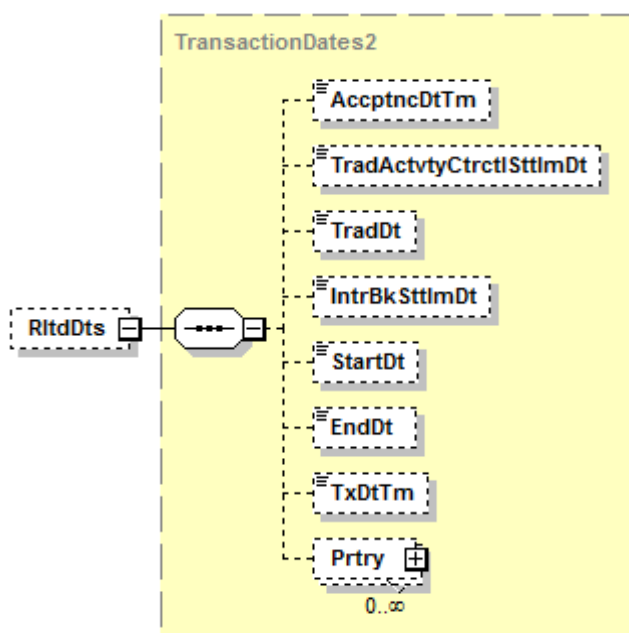 TransactionDates2
AccptncDtTm
TradActvtyCtrctlSttlmDt
TradDt
IntrBkSttlmDt
RltdDts
StartDt
EndDt
TxDtTm
Prtry
0..∞